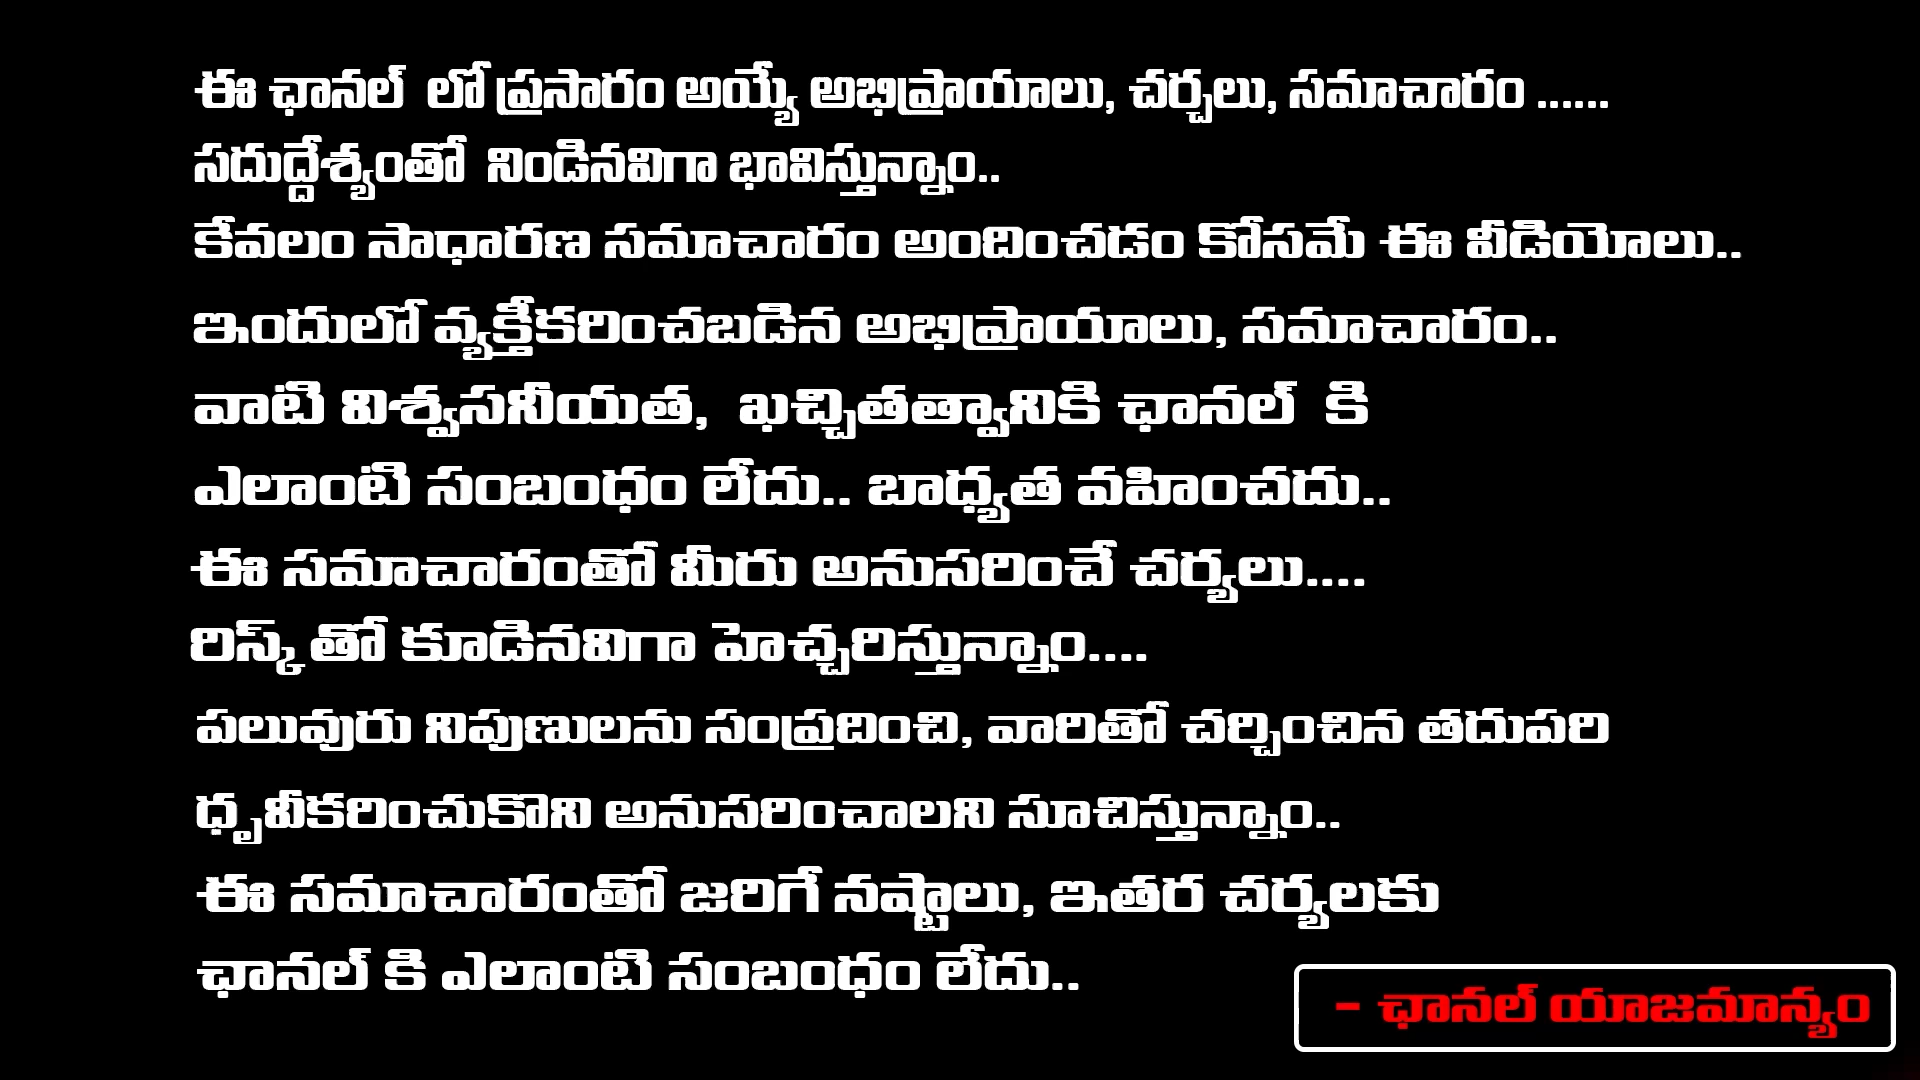 ఈ ఛానల్ లో ప్రసారం అయ్యే అభిప్రాయాలు, చర్చలు, సమాచారం ......
సదుద్దేశ్యంతో నిండినవిగా భావిస్తున్నాం..
కేవలం సాధారణ సమాచారం అందించడం కోసమే ఈ వీడియోలు..
ఇందులో వ్యక్తీకరించబడిన అభిప్రాయాలు, సమాచారం..
వాటి విశ్వసనీయత, ఖచ్చితత్వానికి ఛానల్ కి
ఎలాంటి సంబంధం లేదు.. బాధ్యత వహించదు..
ఈ సమాచారంతో మీరు అనుసరించే చర్యలు....
రిస్క్ తో కూడినవిగా హెచ్చరిస్తున్నాం....
పలువురు నిపుణులను సంప్రదించి, వారితో చర్చించిన తదుపరి
ధృవీకరించుకొని అనుసరించాలని సూచిస్తున్నాం..
ఈ సమాచారంతో జరిగే నష్టాలు, ఇతర చర్యలకు
ఛానల్ కి ఎలాంటి సంబంధం లేదు..
- ఛానల్ యాజమాన్యం